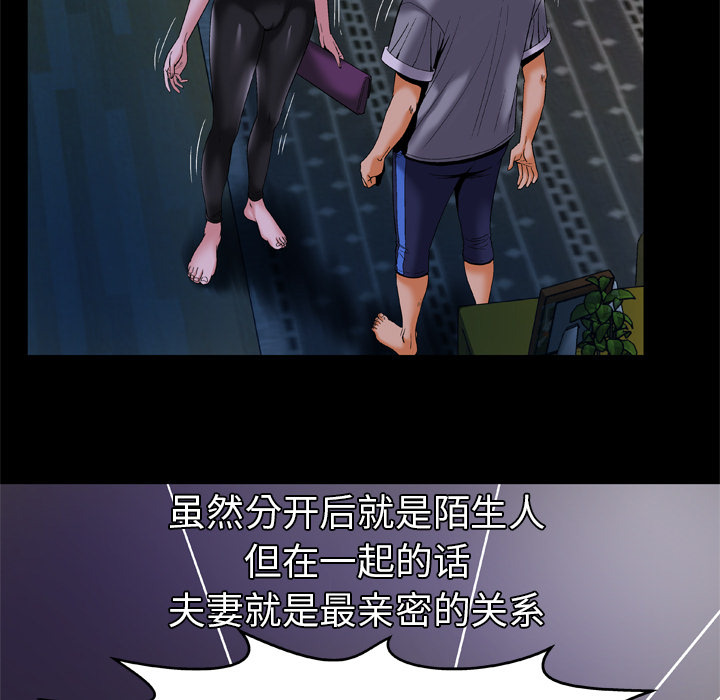 虽然分开后就是陌生人
但在一起的话
夫妻就是最亲密的关系